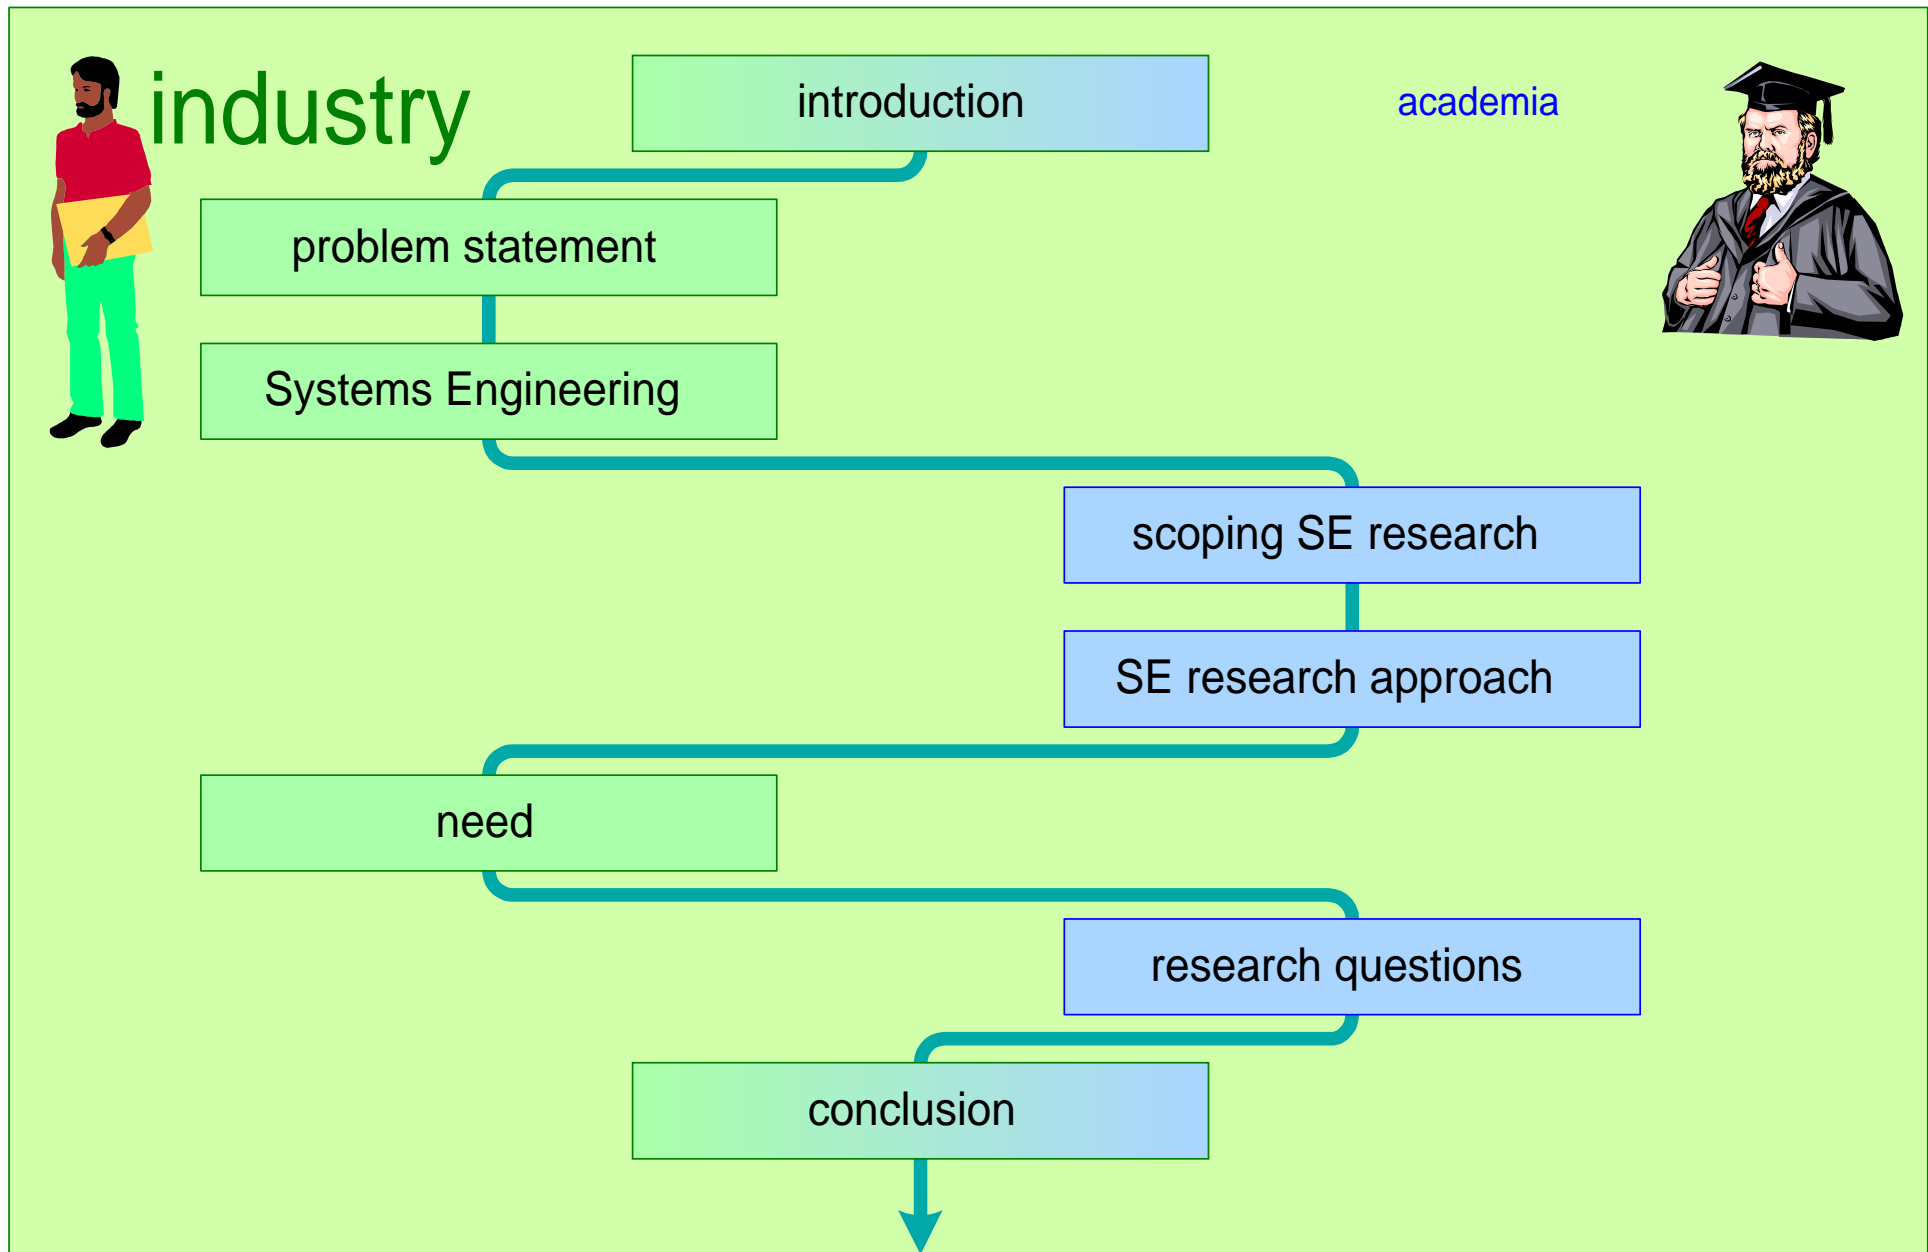 industry
introduction
academia
problem statement
Systems Engineering
scoping SE research
SE research approach
need
research questions
conclusion